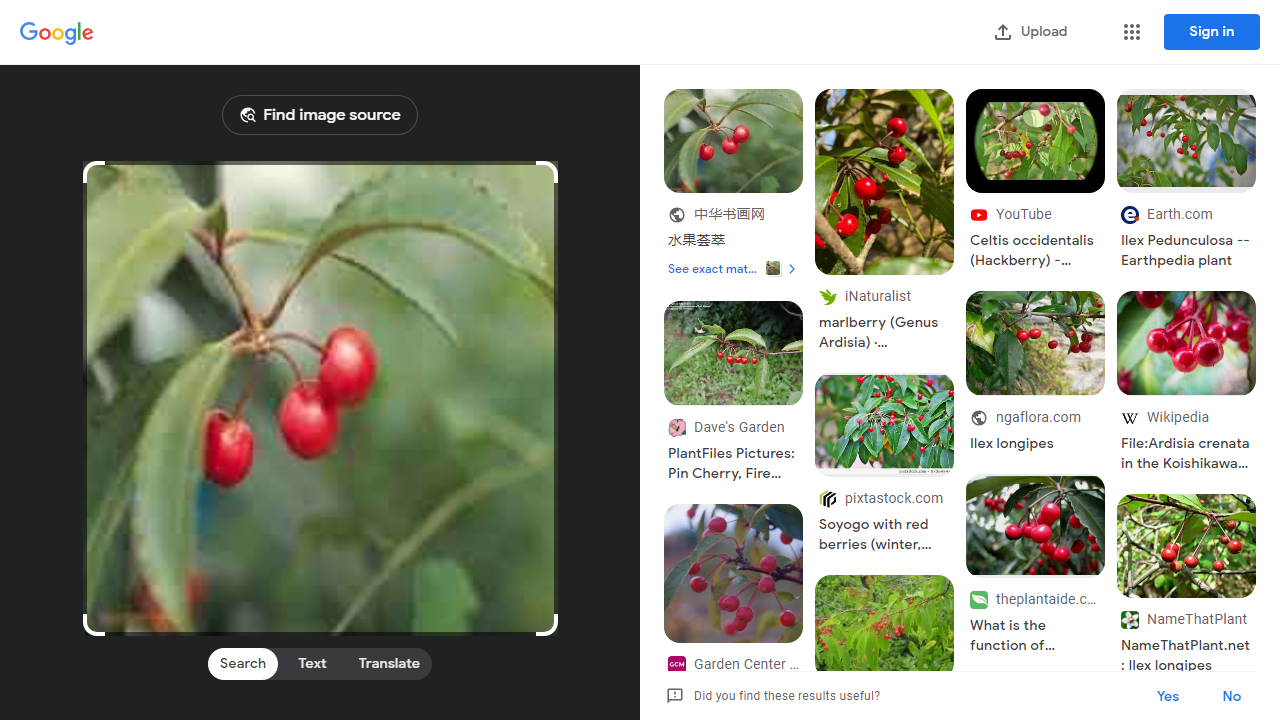 Google
Upload
Sign in
Find image source
Search
Text
Translate
中华书画网
水果荟萃
See exact mat...
Dave's Garden
PlantFiles Pictures:
Pin Cherry, Fire...
Garden Center ...
GCM
iNaturalist
marlberry (Genus
Ardisia) ·...
pixtastock.com
Soyogo with red
berries (winter,...
YouTube
Celtis occidentalis
(Hackberry) -...
ngaflora.com
Ilex longipes
theplantaide.c...
What is the
function of...
Earth.com
Ilex Pedunculosa --
Earthpedia plant
Wikipedia
File:Ardisia crenata
in the Koishikawa...
NameThatPlant
NameThatPlant.net
: Ilex longipes
Did you find these results useful?
Yes
No